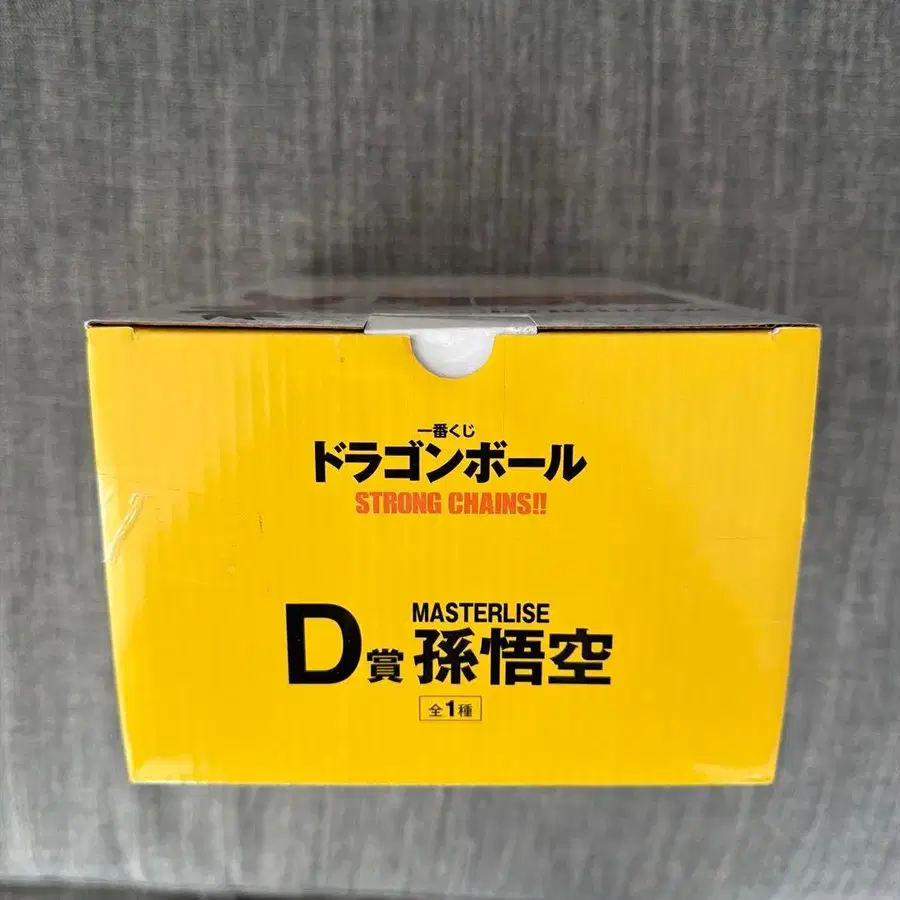 一番くじ
ドラゴンボール
STRONG CHAINS!!
MASTERLISE
D賞 孫悟空
全1種